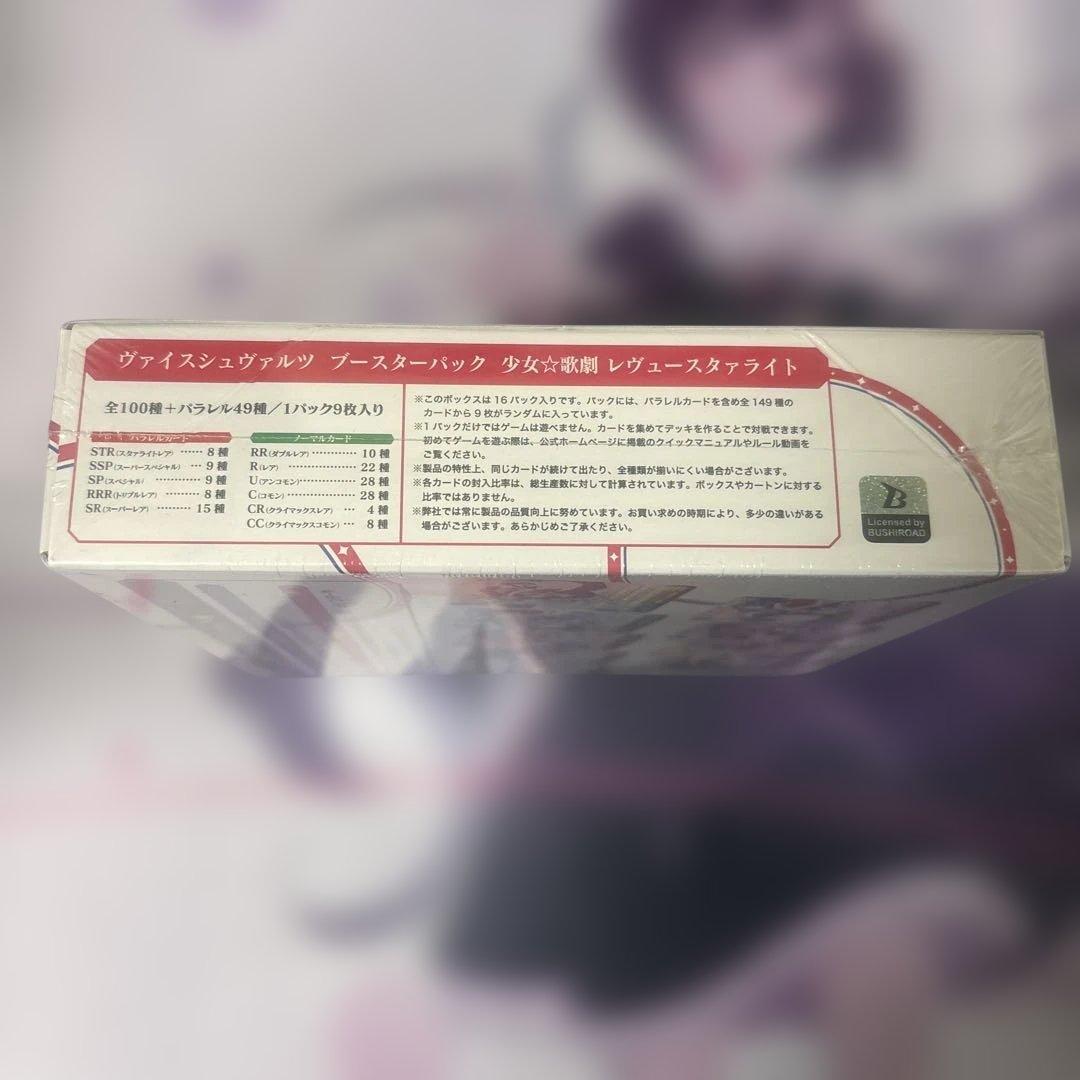 ヴァイスシュヴァルツ ブースターパック 少女☆歌劇 レヴュースタァライト
全100種＋パラレル49種／1パック9枚入り
パラレルカード
STR(スタァライトレア) ······ 8種
SSP(スーパースペシャル) ··· 9種
SP(スペシャル) ··········· 9種
RRR(トリプルレア) ········ 8種
SR(スーパーレア) ········· 15種
ノーマルカード
RR(ダブルレア) ············ 10種
R(レア) ··················· 22種
U(アンコモン) ·············· 28種
C(コモン) ················· 28種
CR(クライマックスレア) ··· 4種
CC(クライマックスコモン) ··· 8種
※このボックスは16パック入りです。パックには、パラレルカードを含め全149種の
カードから9枚がランダムに入っています。
※1パックだけではゲームは遊べません。カードを集めてデッキを作ることで対戦できます。
初めてゲームを遊ぶ際は、公式ホームページに掲載のクイックマニュアルやルール動画を
ご覧ください。
※製品の特性上、同じカードが続けて出たり、全種類が揃いにくい場合がございます。
※各カードの封入比率は、総生産数に対して計算されています。ボックスやカートンに対する
比率ではありません。
※弊社では常に製品の品質向上に努めています。お買い求めの時期により、多少の違いがある
場合がございます。あらかじめご了承ください。
B
Licensed by
BUSHIROAD